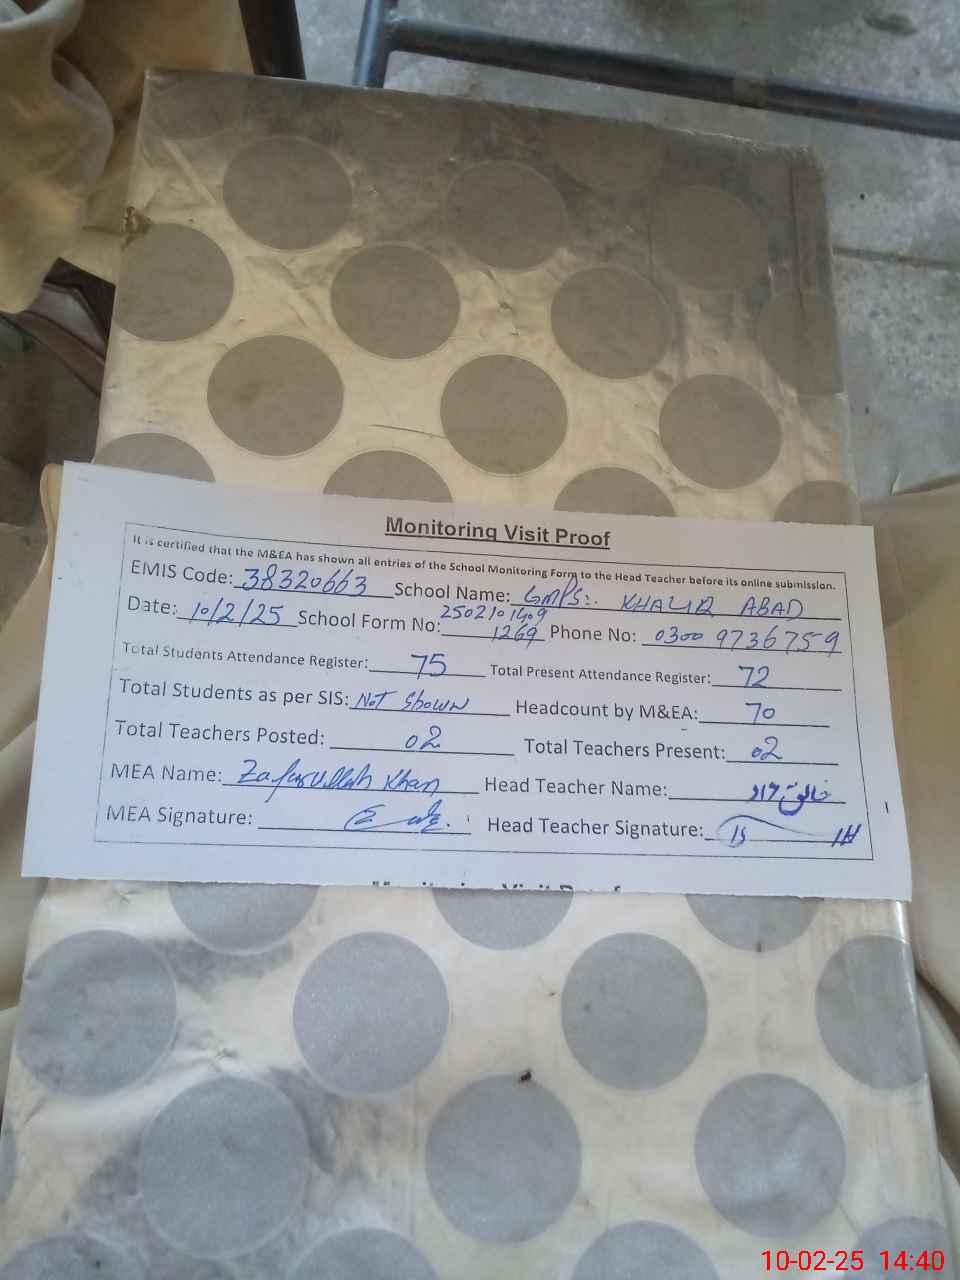 Monitoring Visit Proof
It is certified that the M&EA has shown all entries of the School Monitoring Form to the Head Teacher before its online submission.
EMIS Code: 38320663 School Name: GMPS: KHALIQ ABAD
Date: 10/2/25 School Form No: 2502101409 1269 Phone No: 0300 9736759
Total Students Attendance Register: 75 Total Present Attendance Register: 72
Total Students as per SIS: Not Shown Headcount by M&EA: 70
Total Teachers Posted: 02 Total Teachers Present: 02
MEA Name: Zafarullah Khan Head Teacher Name: خالق داد
MEA Signature: Head Teacher Signature:
Monitoring Visit Proof
10-02-25 14:40